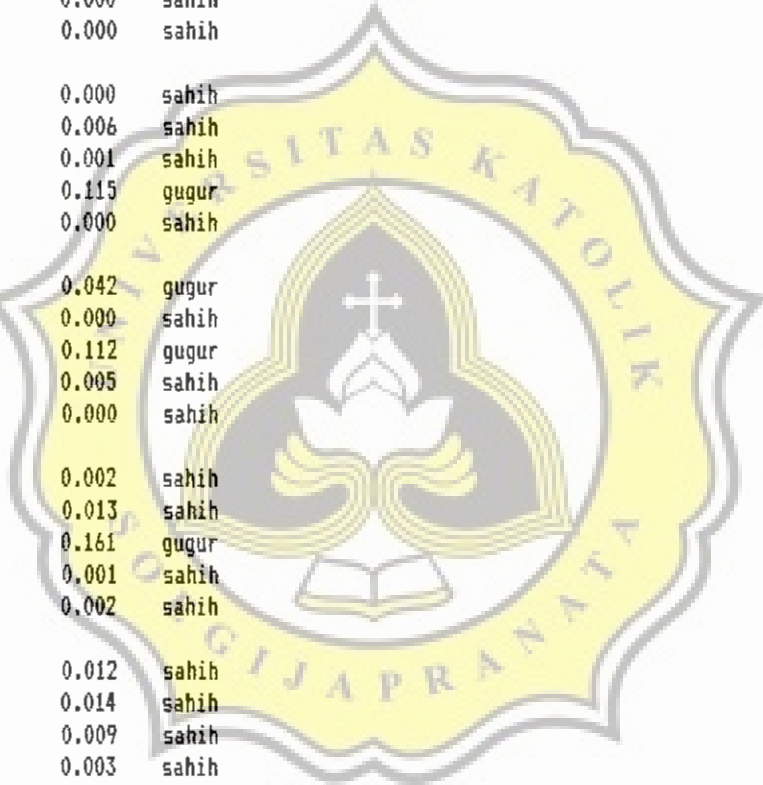 0.000 sahih
0.000 sahih
0.000 sahih
0.006 sahih
0.001 sahih
0.115 gugur
0.000 sahih
0.042 gugur
0.000 sahih
0.112 gugur
0.005 sahih
0.000 sahih
0.002 sahih
0.013 sahih
0.161 gugur
0.001 sahih
0.002 sahih
0.012 sahih
0.014 sahih
0.009 sahih
0.003 sahih
UNIVERSITAS KATOLIK
SOEGIJAPRANATA